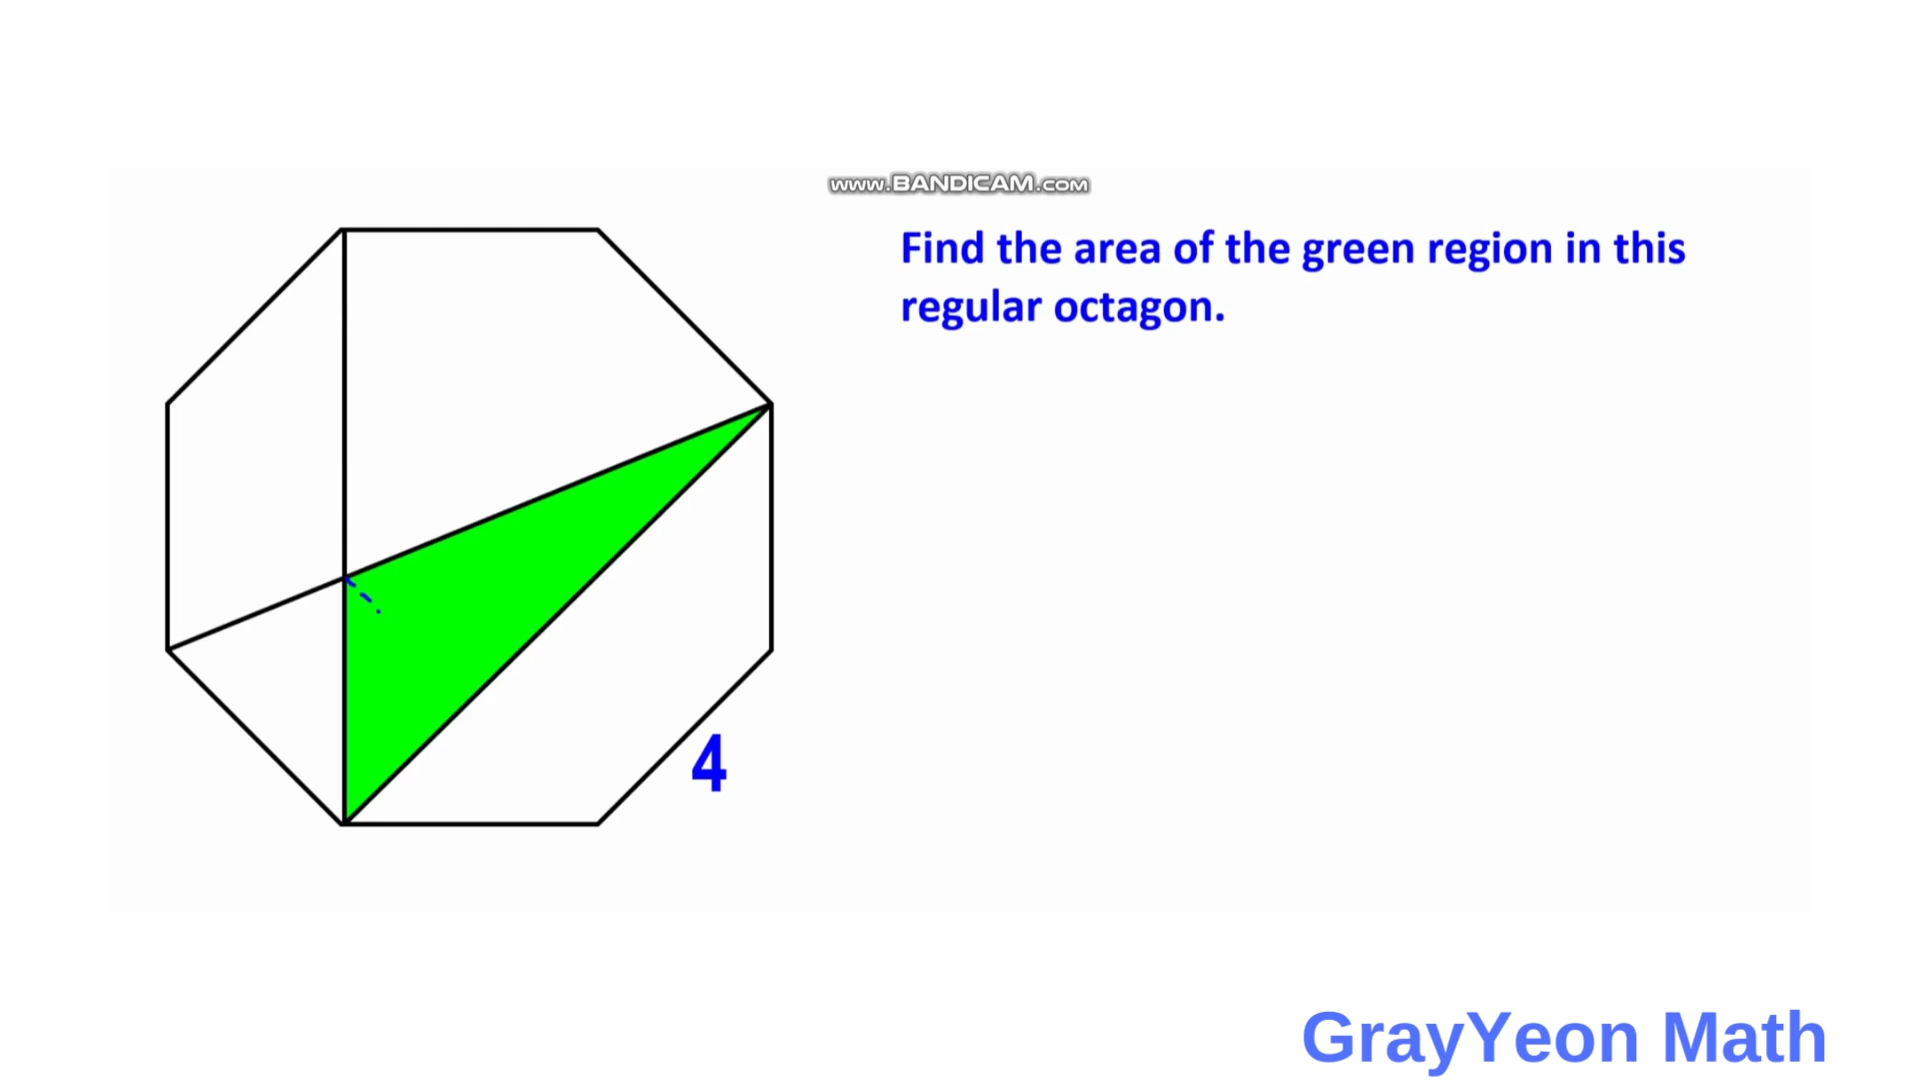 www.BANDICAM.com
Find the area of the green region in this
regular octagon.
4
GrayYeon Math